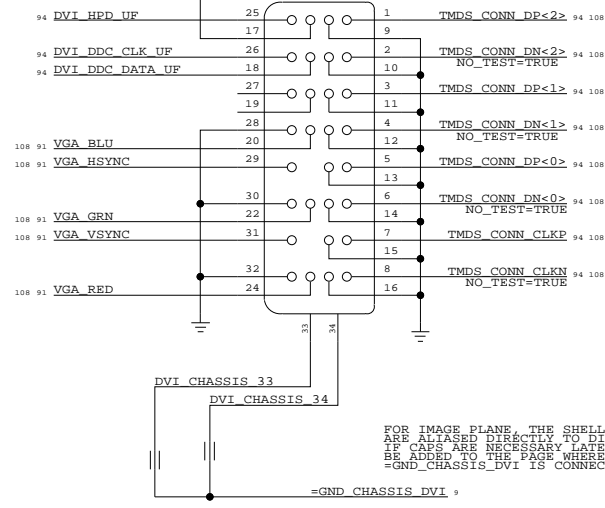 94 DVI_HPD_UF 25 1 TMDS_CONN_DP<2> 94 108
17 9
94 DVI_DDC_CLK_UF 26 2 TMDS_CONN_DN<2> 94 108
NO_TEST=TRUE
94 DVI_DDC_DATA_UF 18 10
27 3 TMDS_CONN_DP<1> 94 108
19 11
28 4 TMDS_CONN_DN<1> 94 108
NO_TEST=TRUE
108 91 VGA_BLU 20 12
108 91 VGA_HSYNC 29 5 TMDS_CONN_DP<0> 94 108
13
30 6 TMDS_CONN_DN<0> 94 108
NO_TEST=TRUE
108 91 VGA_GRN 22 14
108 91 VGA_VSYNC 31 7 TMDS_CONN_CLKP 94 108
15
32 8 TMDS_CONN_CLKN 94 108
NO_TEST=TRUE
108 91 VGA_RED 24 16
33 34
DVI_CHASSIS_33
DVI_CHASSIS_34
FOR IMAGE PLANE, THE SHELL
ARE ALIASED DIRECTLY TO DI
IF CAPS ARE NECESSARY LATE
BE ADDED TO THE PAGE WHERE
=GND_CHASSIS_DVI IS CONNEC
=GND_CHASSIS_DVI 9